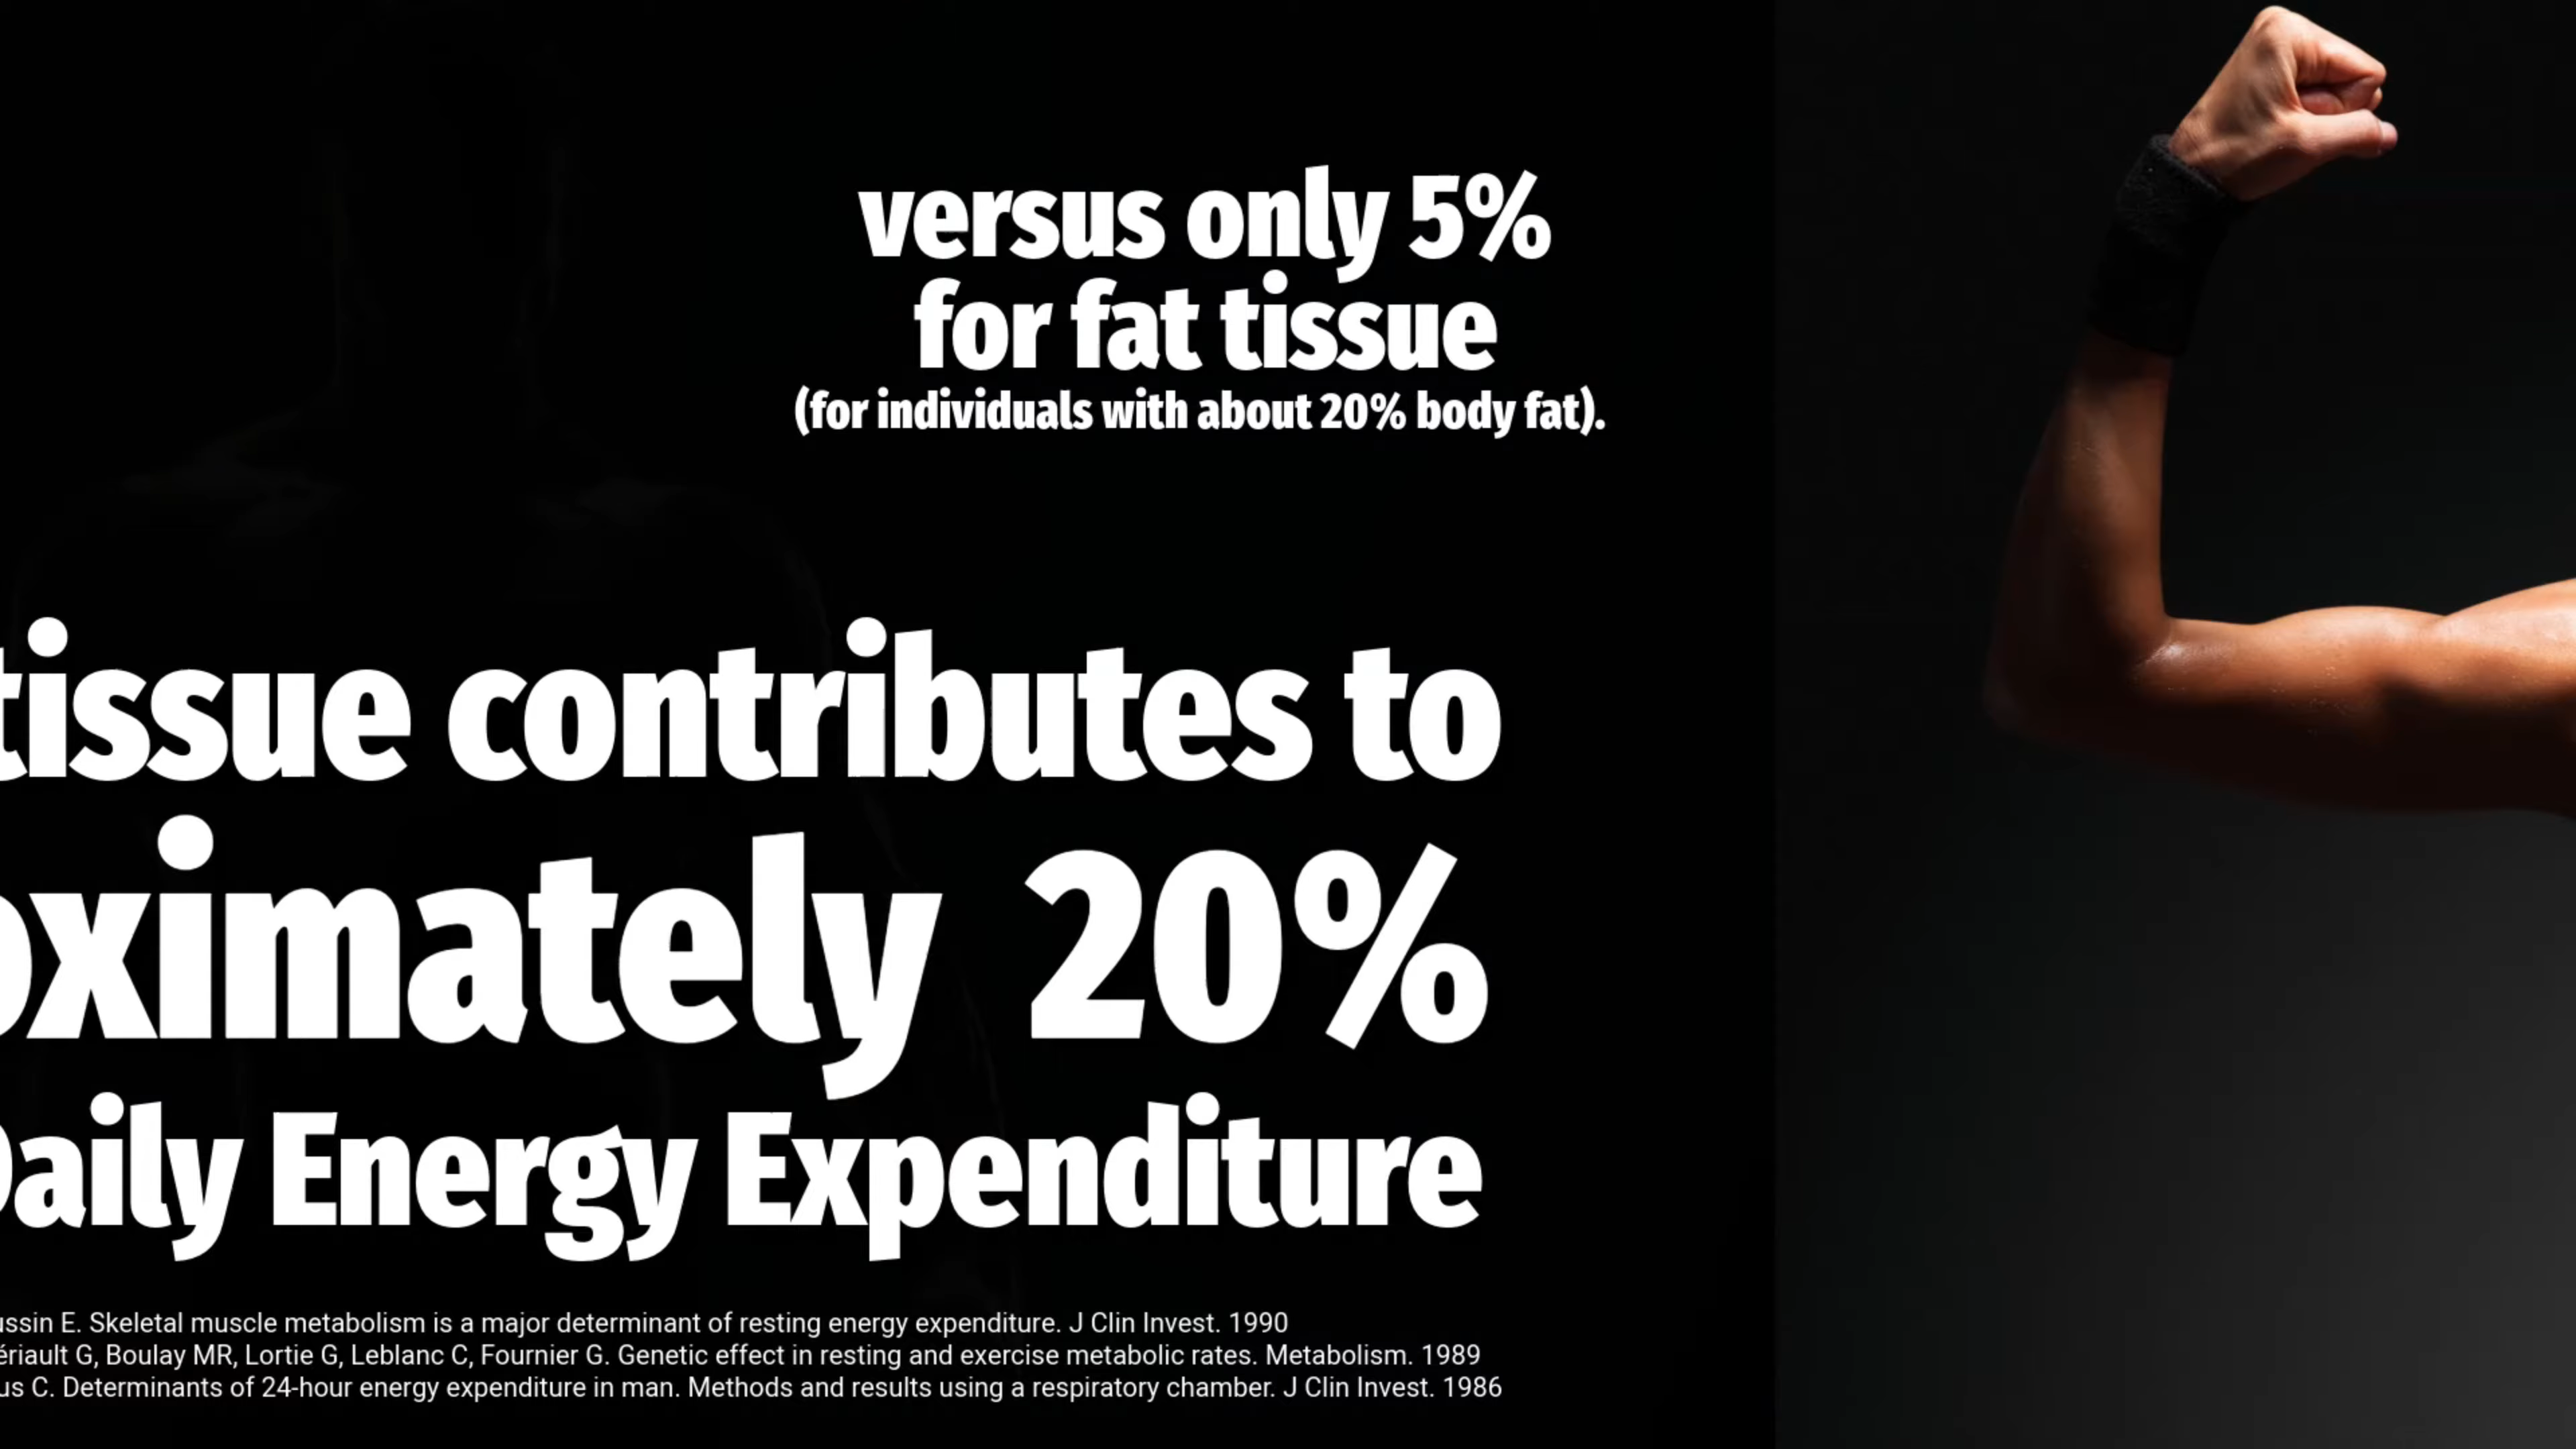 versus only 5%
for fat tissue
(for individuals with about 20% body fat).
tissue contributes to
oximately 20%
Daily Energy Expenditure
ussin E. Skeletal muscle metabolism is a major determinant of resting energy expenditure. J Clin Invest. 1990
ériault G, Boulay MR, Lortie G, Leblanc C, Fournier G. Genetic effect in resting and exercise metabolic rates. Metabolism. 1989
us C. Determinants of 24-hour energy expenditure in man. Methods and results using a respiratory chamber. J Clin Invest. 1986